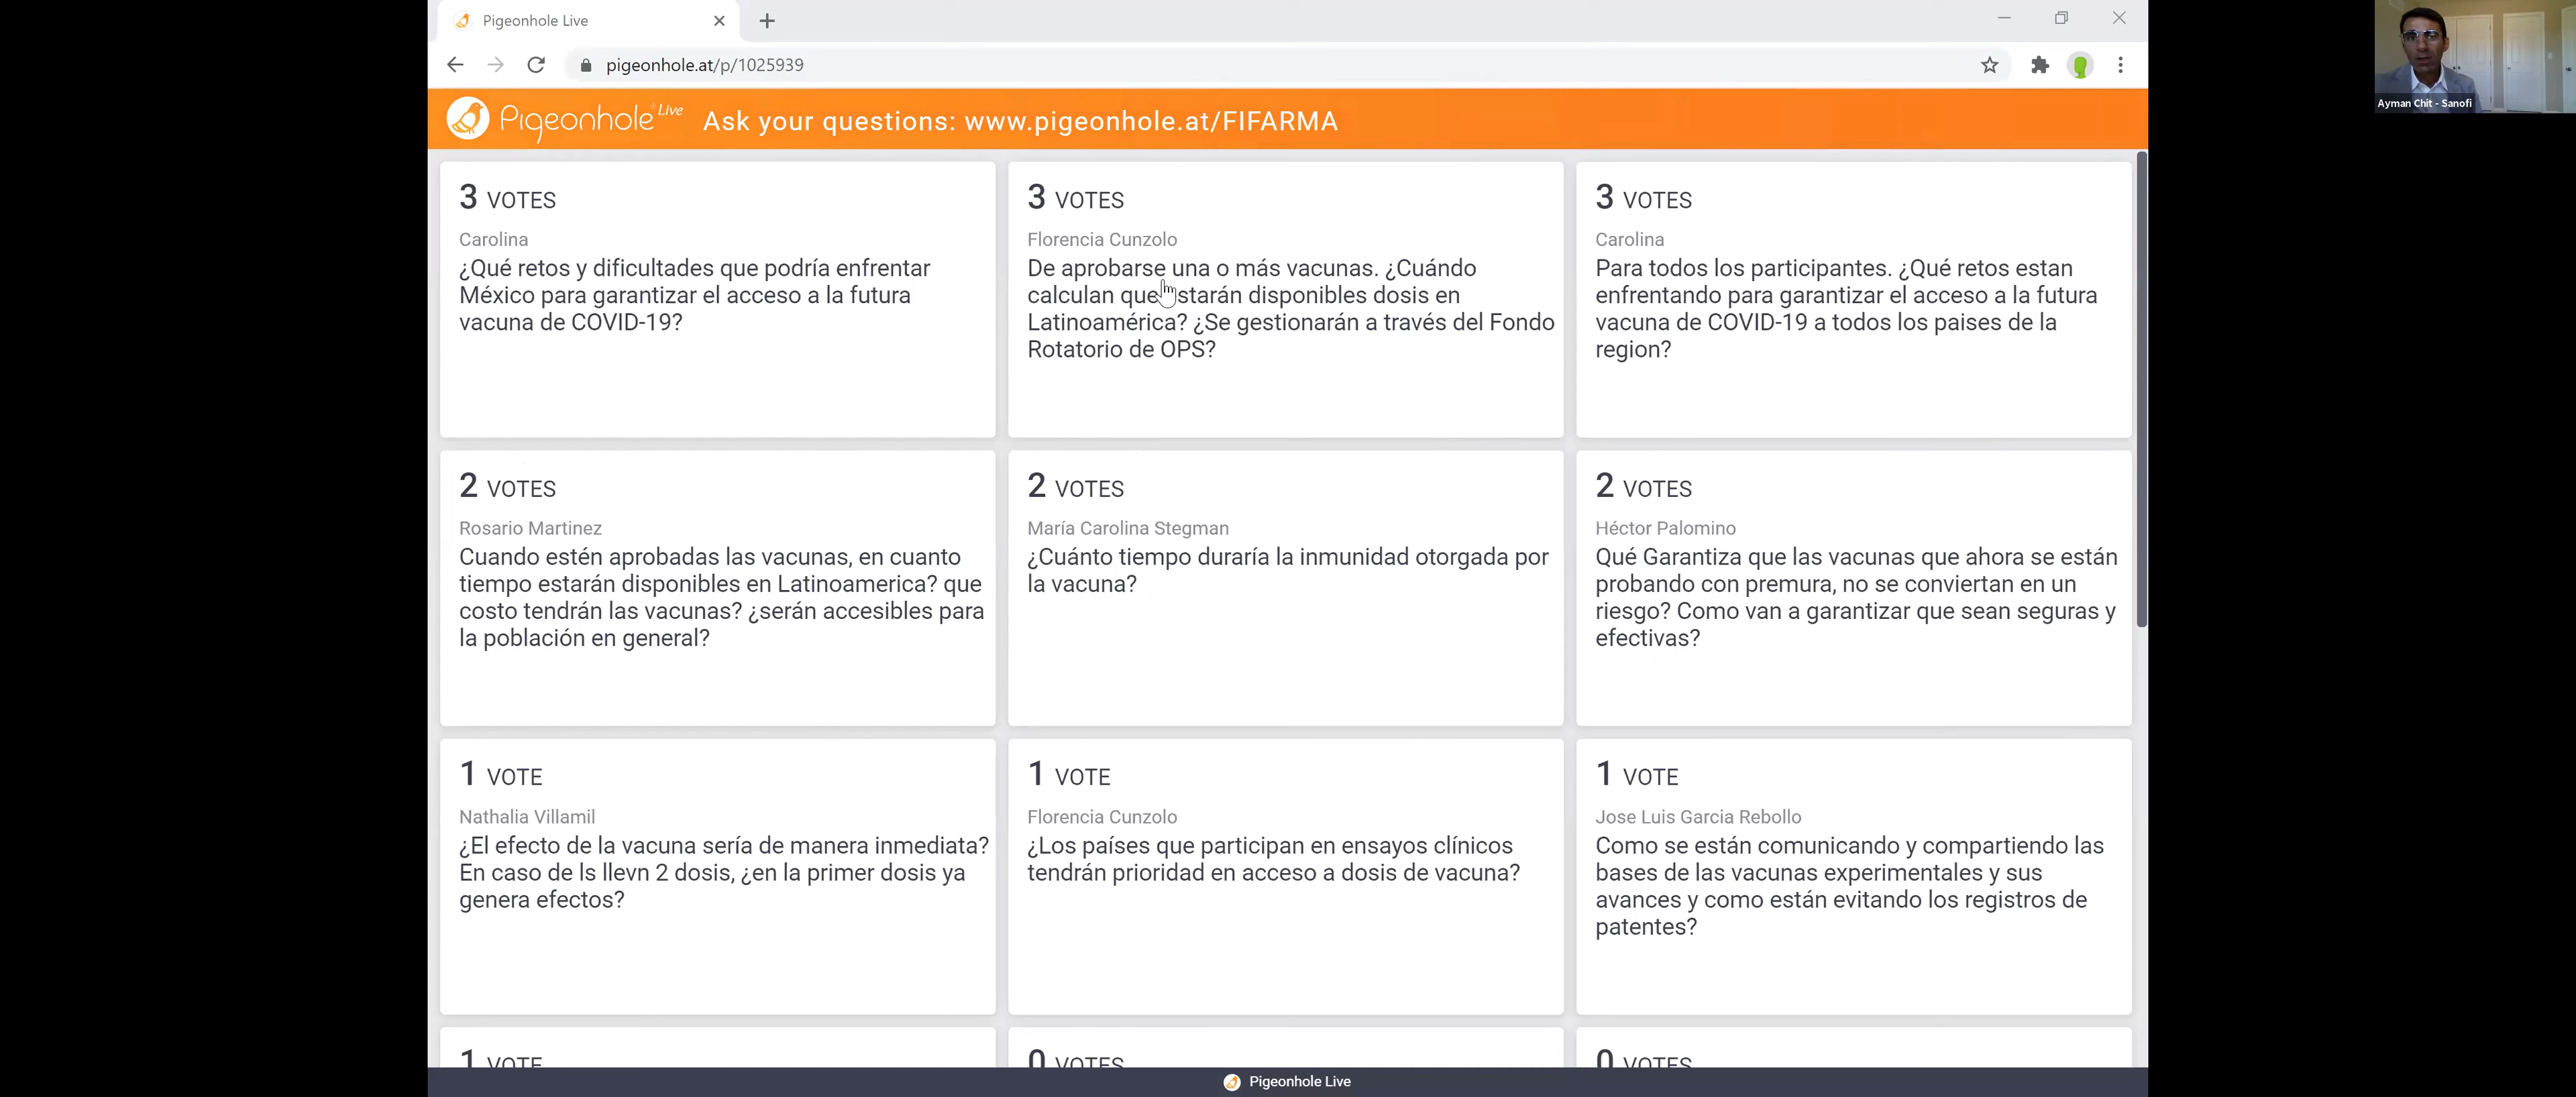 Pigeonhole Live
pigeonhole.at/p/1025939
Ayman Chit - Sanofi
Pigeonhole Live Ask your questions: www.pigeonhole.at/FIFARMA
3 VOTES
Carolina
¿Qué retos y dificultades que podría enfrentar
México para garantizar el acceso a la futura
vacuna de COVID-19?
3 VOTES
Florencia Cunzolo
De aprobarse una o más vacunas. ¿Cuándo
calculan que starán disponibles dosis en
Latinoamérica? ¿Se gestionarán a través del Fondo
Rotatorio de OPS?
3 VOTES
Carolina
Para todos los participantes. ¿Qué retos estan
enfrentando para garantizar el acceso a la futura
vacuna de COVID-19 a todos los paises de la
region?
2 VOTES
Rosario Martinez
Cuando estén aprobadas las vacunas, en cuanto
tiempo estarán disponibles en Latinoamerica? que
costo tendrán las vacunas? ¿serán accesibles para
la población en general?
2 VOTES
María Carolina Stegman
¿Cuánto tiempo duraría la inmunidad otorgada por
la vacuna?
2 VOTES
Héctor Palomino
Qué Garantiza que las vacunas que ahora se están
probando con premura, no se conviertan en un
riesgo? Como van a garantizar que sean seguras y
efectivas?
1 VOTE
Nathalia Villamil
¿El efecto de la vacuna sería de manera inmediata?
En caso de ls llevn 2 dosis, ¿en la primer dosis ya
genera efectos?
1 VOTE
Florencia Cunzolo
¿Los países que participan en ensayos clínicos
tendrán prioridad en acceso a dosis de vacuna?
1 VOTE
Jose Luis Garcia Rebollo
Como se están comunicando y compartiendo las
bases de las vacunas experimentales y sus
avances y como están evitando los registros de
patentes?
1 VOTE
0 VOTES
0 VOTES
Pigeonhole Live